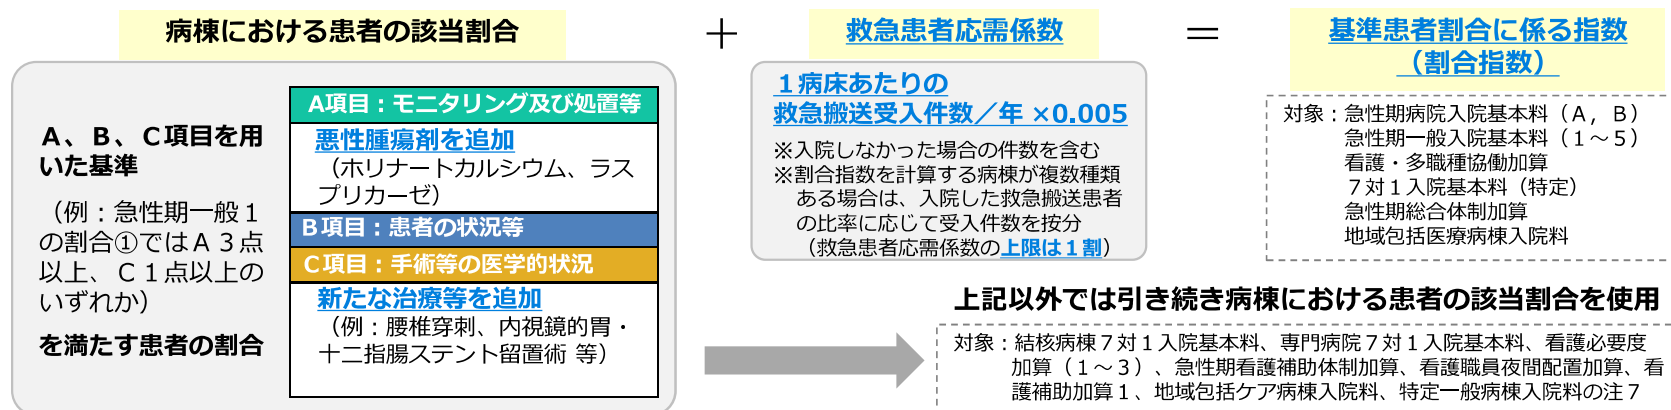 病棟における患者の該当割合
＋
救急患者応需係数
＝
基準患者割合に係る指数
（割合指数）
Ａ、Ｂ、Ｃ項目を用
いた基準
（例：急性期一般１
の割合①ではＡ３点
以上、Ｃ１点以上の
いずれか）
を満たす患者の割合
A項目：モニタリング及び処置等
悪性腫瘍剤を追加
（ホリナートカルシウム、ラス
プリカーゼ）
Ｂ項目：患者の状況等
Ｃ項目：手術等の医学的状況
新たな治療等を追加
（例：腰椎穿刺、内視鏡的胃・
十二指腸ステント留置術 等）
１病床あたりの
救急搬送受入件数／年 ×0.005
※入院しなかった場合の件数を含む
※割合指数を計算する病棟が複数種類
ある場合は、入院した救急搬送患者
の比率に応じて受入件数を按分
（救急患者応需係数の上限は１割）
対象：急性期病院入院基本料（Ａ，Ｂ）
急性期一般入院基本料（１～５）
看護・多職種協働加算
７対１入院基本料（特定）
急性期総合体制加算
地域包括医療病棟入院料
上記以外では引き続き病棟における患者の該当割合を使用
対象：結核病棟７対１入院基本料、専門病院７対１入院基本料、看護必要度
加算（１～３）、急性期看護補助体制加算、看護職員夜間配置加算、看
護補助加算１、地域包括ケア病棟入院料、特定一般病棟入院料の注７